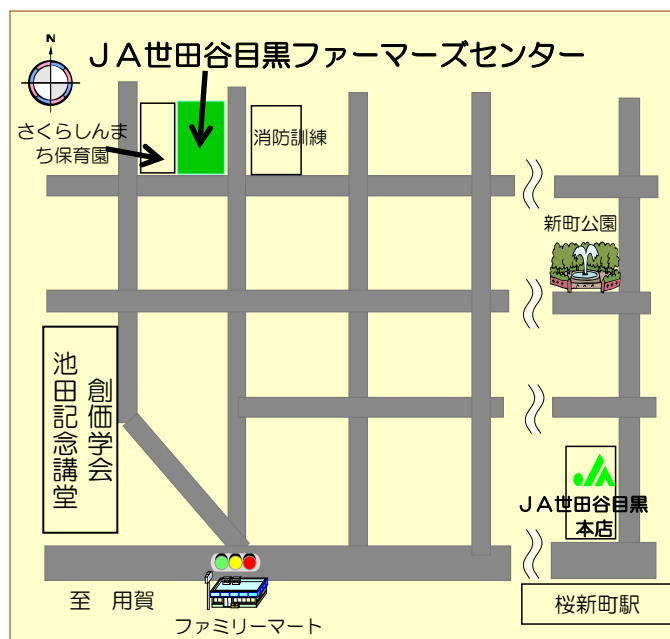 N
JA世田谷目黒ファーマーズセンター
さくらしんま
ち保育園
消防訓練
新町公園
創価学会
池田記念講堂
JA世田谷目黒
本店
至 用賀
ファミリーマート
桜新町駅